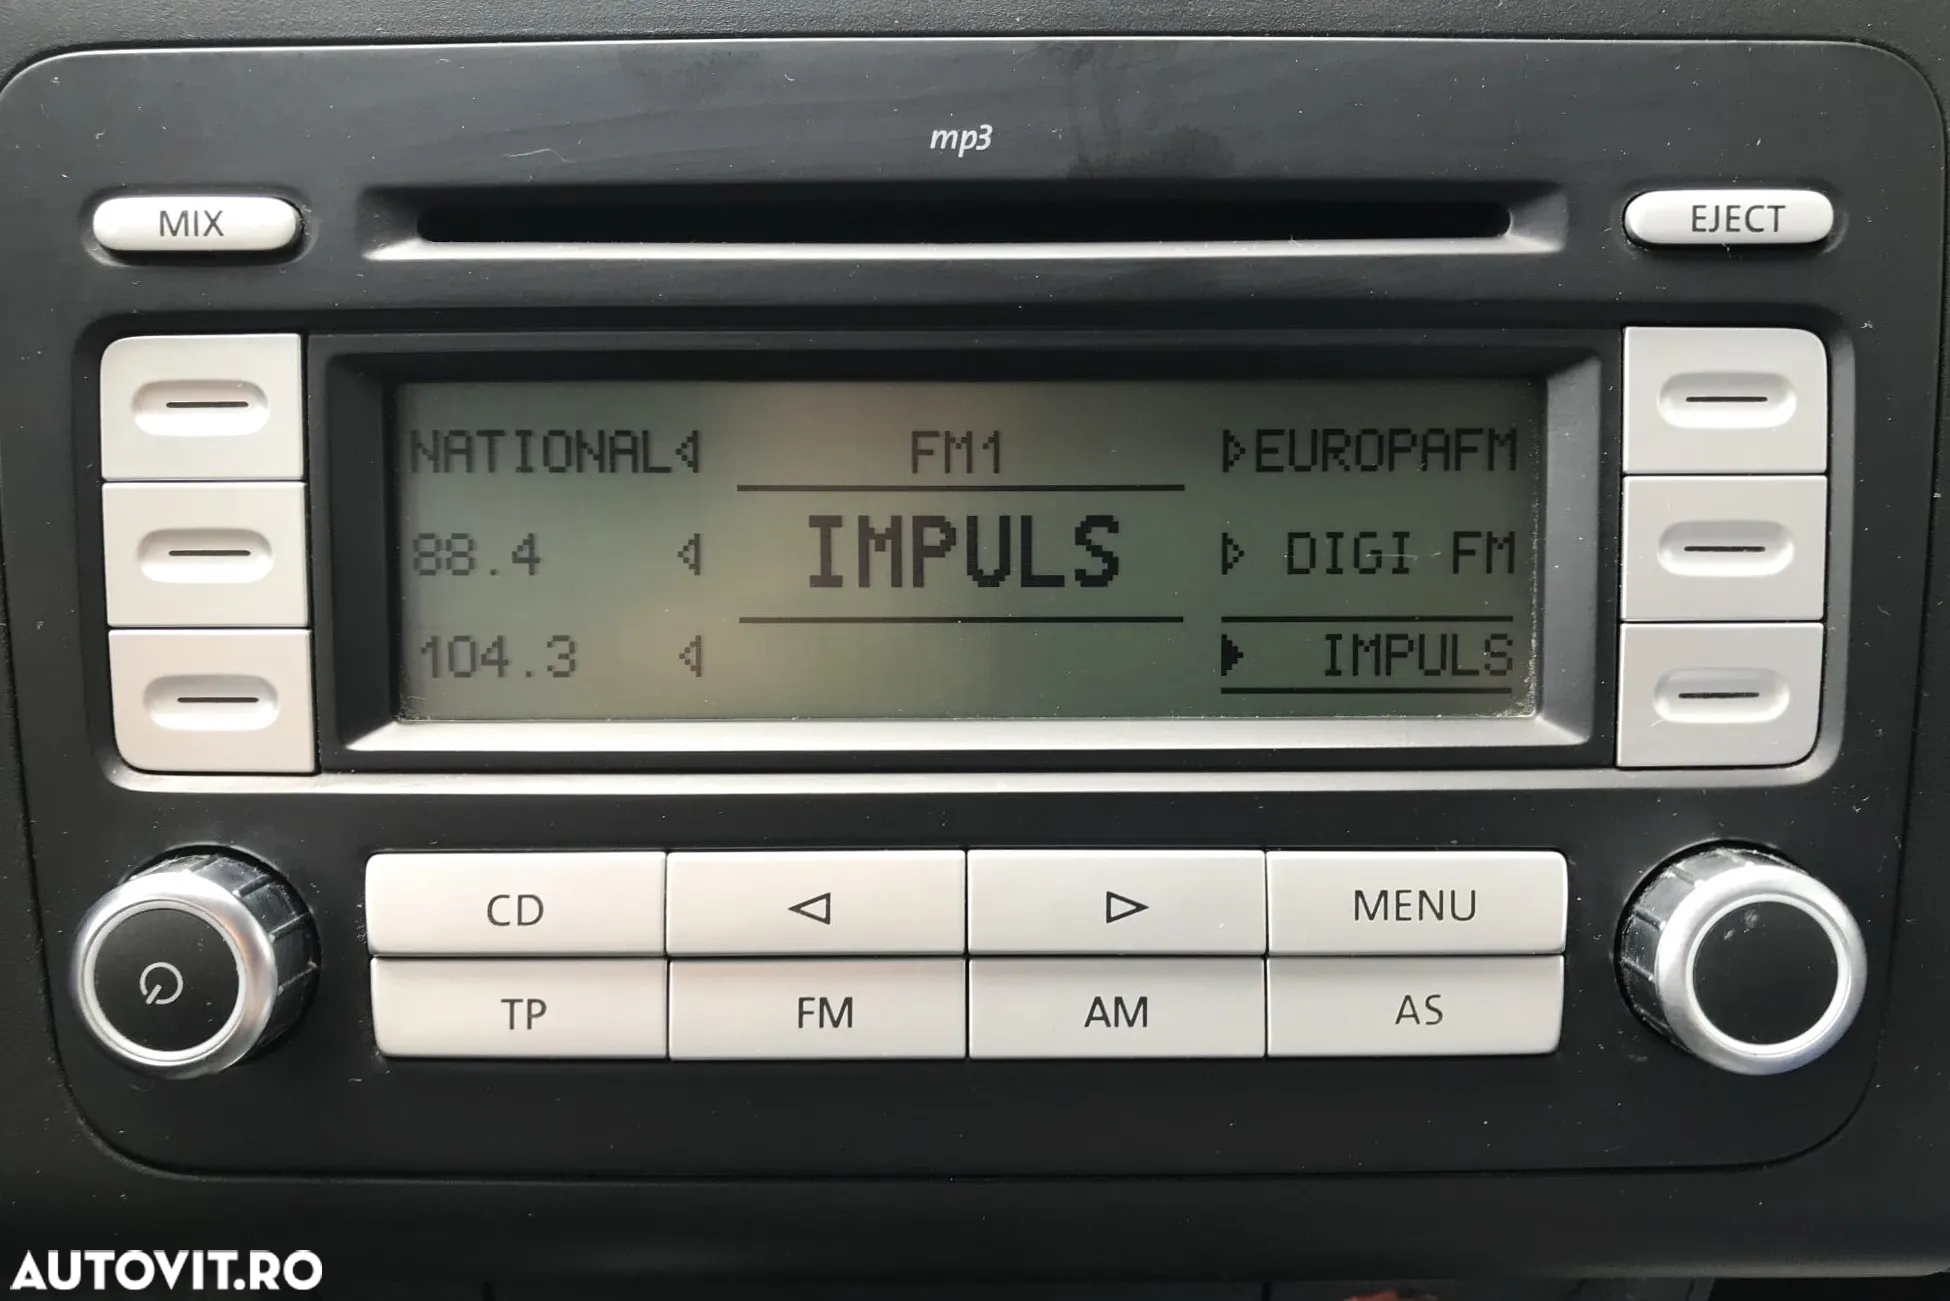 mp3
MIX
EJECT
NATIONAL FM1 EUROPAFM
88.4 IMPULS DIGI FM
104.3 IMPULS
CD MENU
TP FM AM AS
AUTOVIT.RO